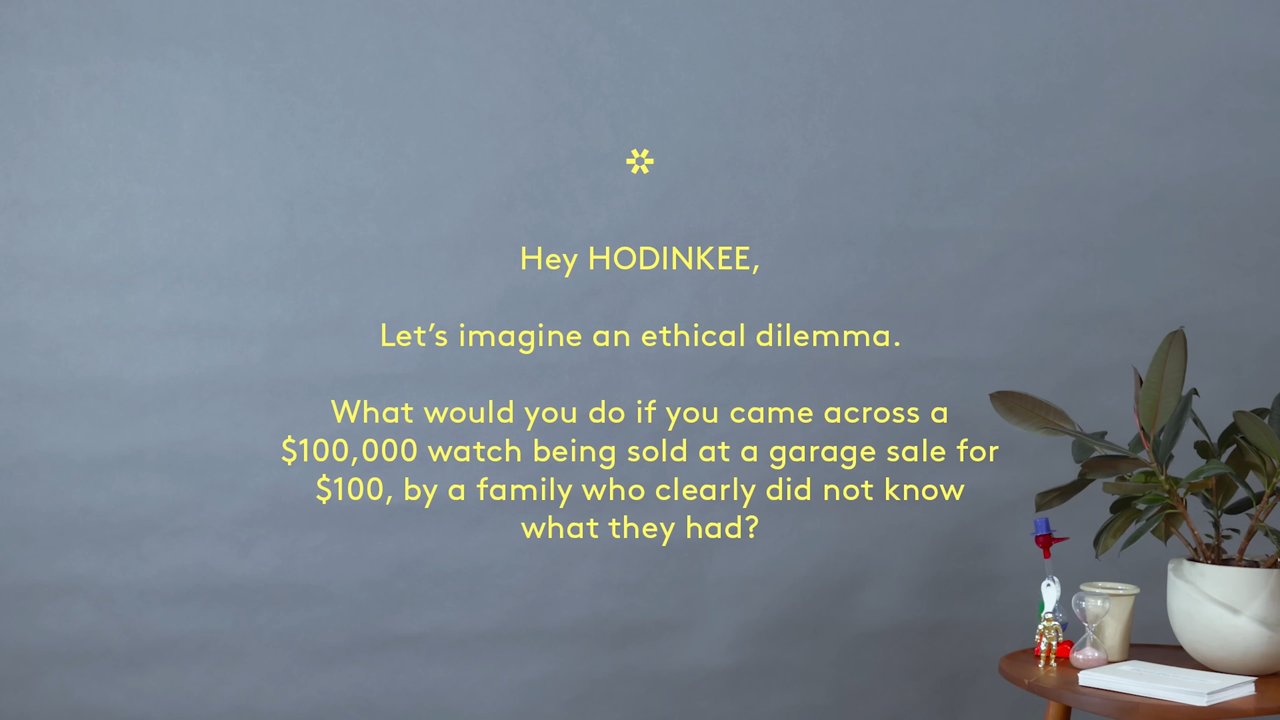 Hey HODINKEE,
Let’s imagine an ethical dilemma.
What would you do if you came across a
$100,000 watch being sold at a garage sale for
$100, by a family who clearly did not know
what they had?